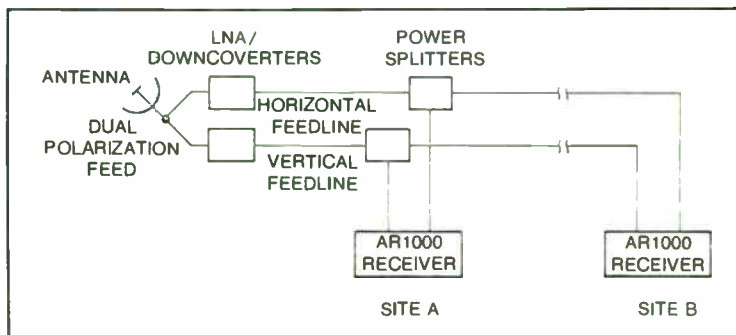 LNA/
DOWNCOVERTERS
POWER
SPLITTERS
ANTENNA
HORIZONTAL
FEEDLINE
DUAL
POLARIZATION
FEED
VERTICAL
FEEDLINE
AR1000
RECEIVER
AR1000
RECEIVER
SITE A
SITE B